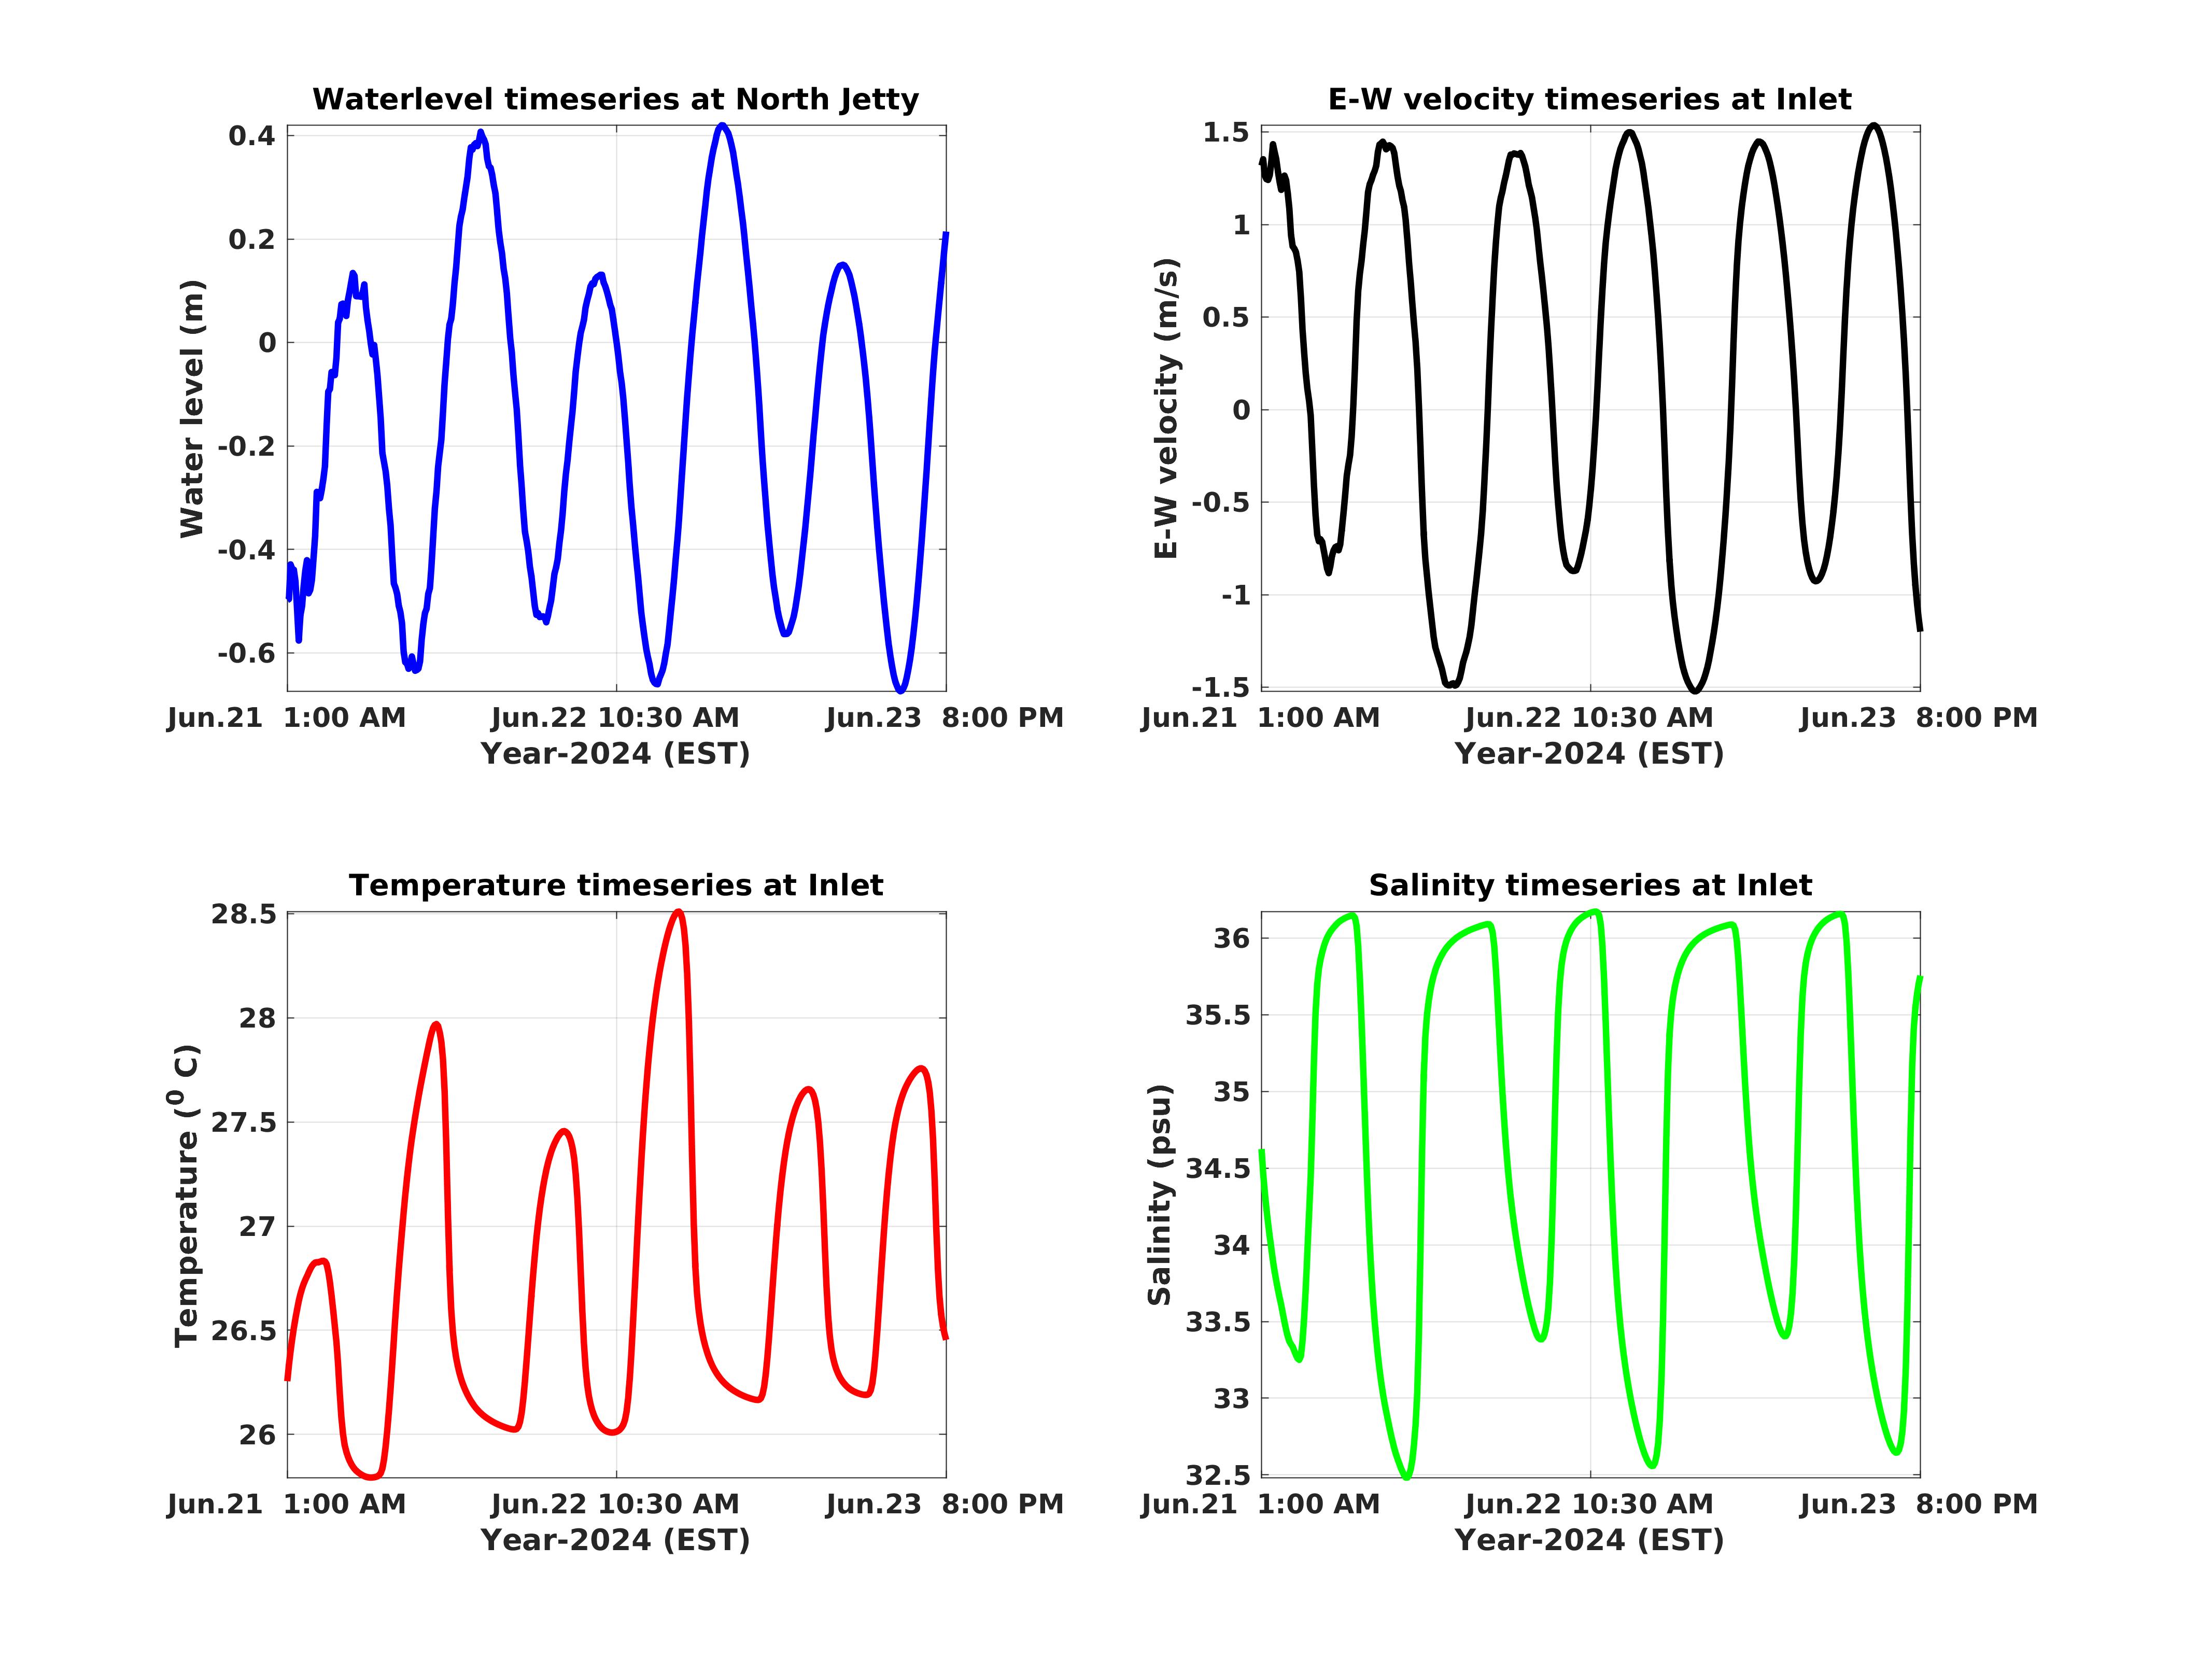 Waterlevel timeseries at North Jetty
0.4
0.2
0
-0.2
-0.4
-0.6
Water level (m)
Jun.21 1:00 AM
Jun.22 10:30 AM
Jun.23 8:00 PM
Year-2024 (EST)
E-W velocity timeseries at Inlet
1.5
1
0.5
0
-0.5
-1
-1.5
E-W velocity (m/s)
Jun.21 1:00 AM
Jun.22 10:30 AM
Jun.23 8:00 PM
Year-2024 (EST)
Temperature timeseries at Inlet
28.5
28
27.5
27
26.5
26
Temperature (⁰ C)
Jun.21 1:00 AM
Jun.22 10:30 AM
Jun.23 8:00 PM
Year-2024 (EST)
Salinity timeseries at Inlet
36
35.5
35
34.5
34
33.5
33
32.5
Salinity (psu)
Jun.21 1:00 AM
Jun.22 10:30 AM
Jun.23 8:00 PM
Year-2024 (EST)